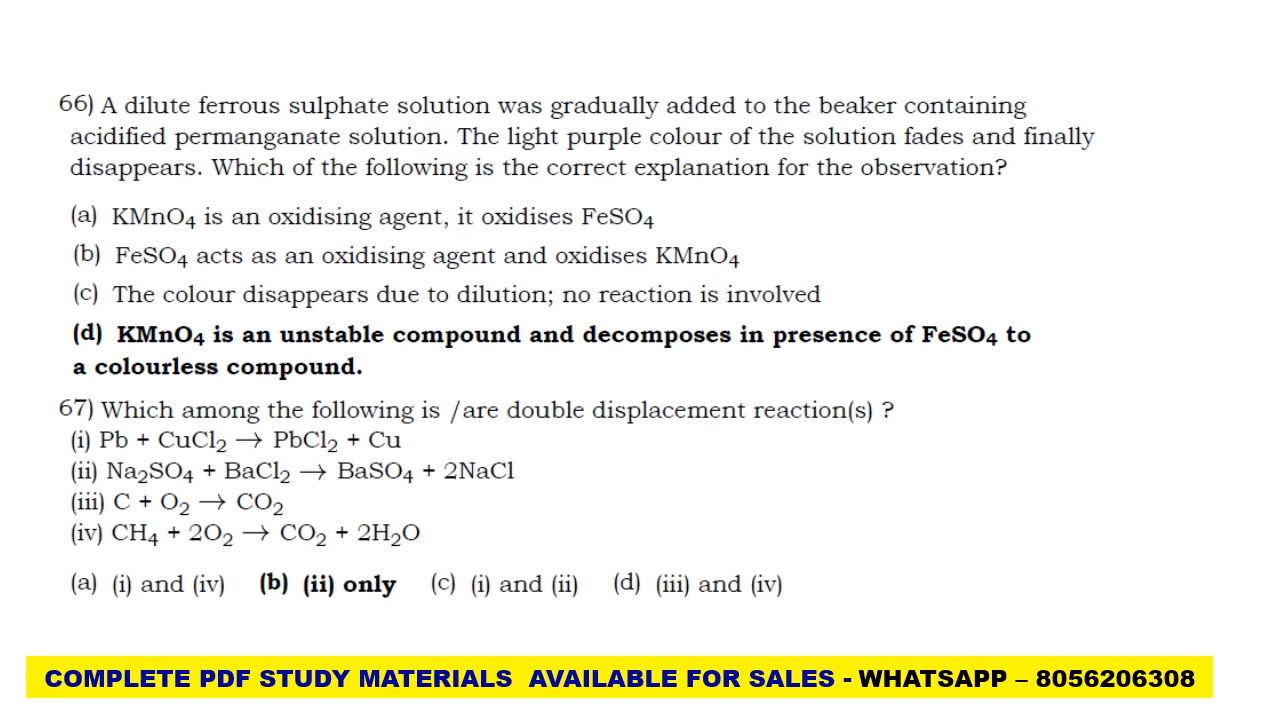 66) A dilute ferrous sulphate solution was gradually added to the beaker containing
acidified permanganate solution. The light purple colour of the solution fades and finally
disappears. Which of the following is the correct explanation for the observation?
(a) KMnO₄ is an oxidising agent, it oxidises FeSO₄
(b) FeSO₄ acts as an oxidising agent and oxidises KMnO₄
(c) The colour disappears due to dilution; no reaction is involved
(d) KMnO₄ is an unstable compound and decomposes in presence of FeSO₄ to
a colourless compound.
67) Which among the following is /are double displacement reaction(s) ?
(i) Pb + CuCl₂ → PbCl₂ + Cu
(ii) Na₂SO₄ + BaCl₂ → BaSO₄ + 2NaCl
(iii) C + O₂ → CO₂
(iv) CH₄ + 2O₂ → CO₂ + 2H₂O
(a) (i) and (iv) (b) (ii) only (c) (i) and (ii) (d) (iii) and (iv)
COMPLETE PDF STUDY MATERIALS AVAILABLE FOR SALES - WHATSAPP – 8056206308